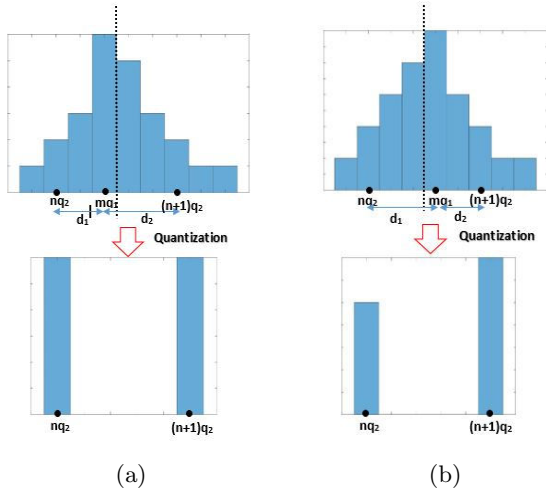 nq₂ mq₁ (n+1)q₂
d₁ d₂
Quantization
nq₂ (n+1)q₂
(a)
nq₂ mq₁ (n+1)q₂
d₁ d₂
Quantization
nq₂ (n+1)q₂
(b)